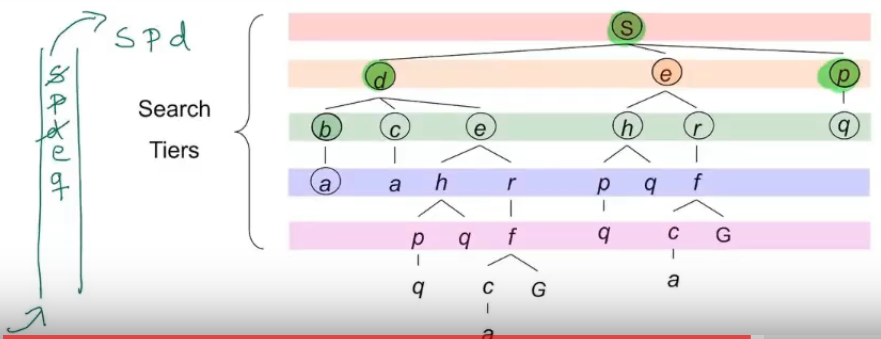 s p d
s
p
d
e
q
Search
Tiers
S
d e p
b c e h r q
a a h r p q f
p q f q c G
q c G a
a